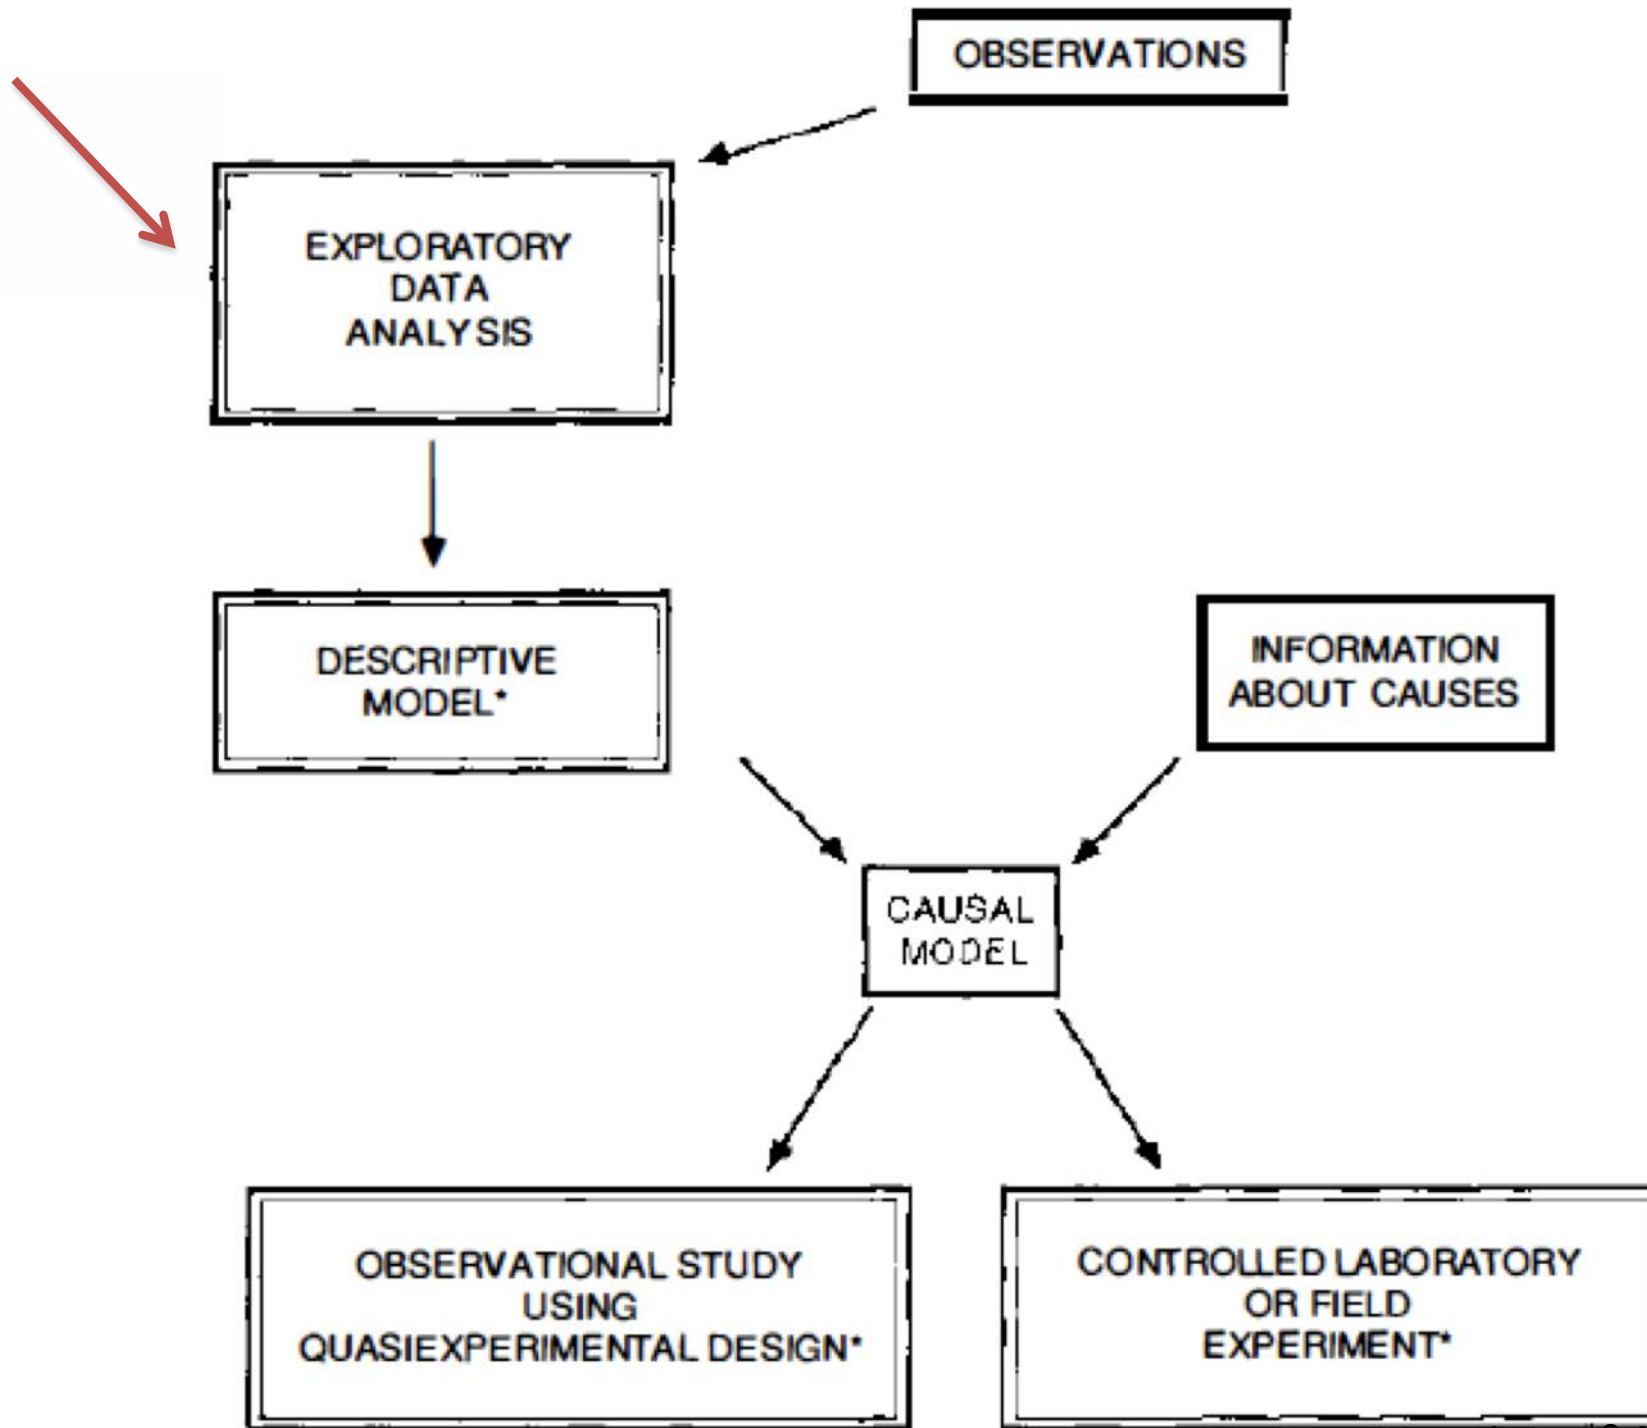 OBSERVATIONS
EXPLORATORY
DATA
ANALYSIS
DESCRIPTIVE
MODEL*
INFORMATION
ABOUT CAUSES
CAUSAL
MODEL
OBSERVATIONAL STUDY
USING
QUASIEXPERIMENTAL DESIGN*
CONTROLLED LABORATORY
OR FIELD
EXPERIMENT*